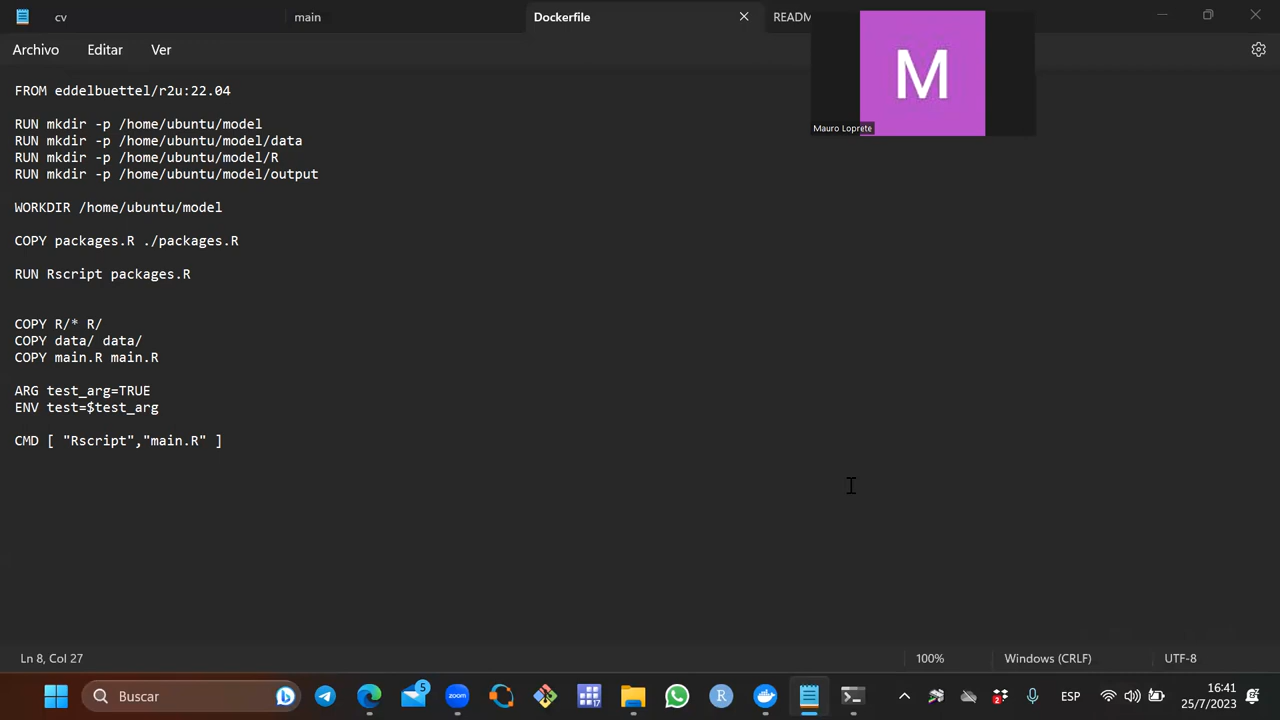 cv
main
Dockerfile
READM
Archivo
Editar
Ver
M
Mauro Loprete
FROM eddelbuettel/r2u:22.04
RUN mkdir -p /home/ubuntu/model
RUN mkdir -p /home/ubuntu/model/data
RUN mkdir -p /home/ubuntu/model/R
RUN mkdir -p /home/ubuntu/model/output
WORKDIR /home/ubuntu/model
COPY packages.R ./packages.R
RUN Rscript packages.R
COPY R/* R/
COPY data/ data/
COPY main.R main.R
ARG test_arg=TRUE
ENV test=$test_arg
CMD [ "Rscript","main.R" ]
Ln 8, Col 27
100%
Windows (CRLF)
UTF-8
Buscar
5
zoom
17
R
2
ESP
16:41
25/7/2023